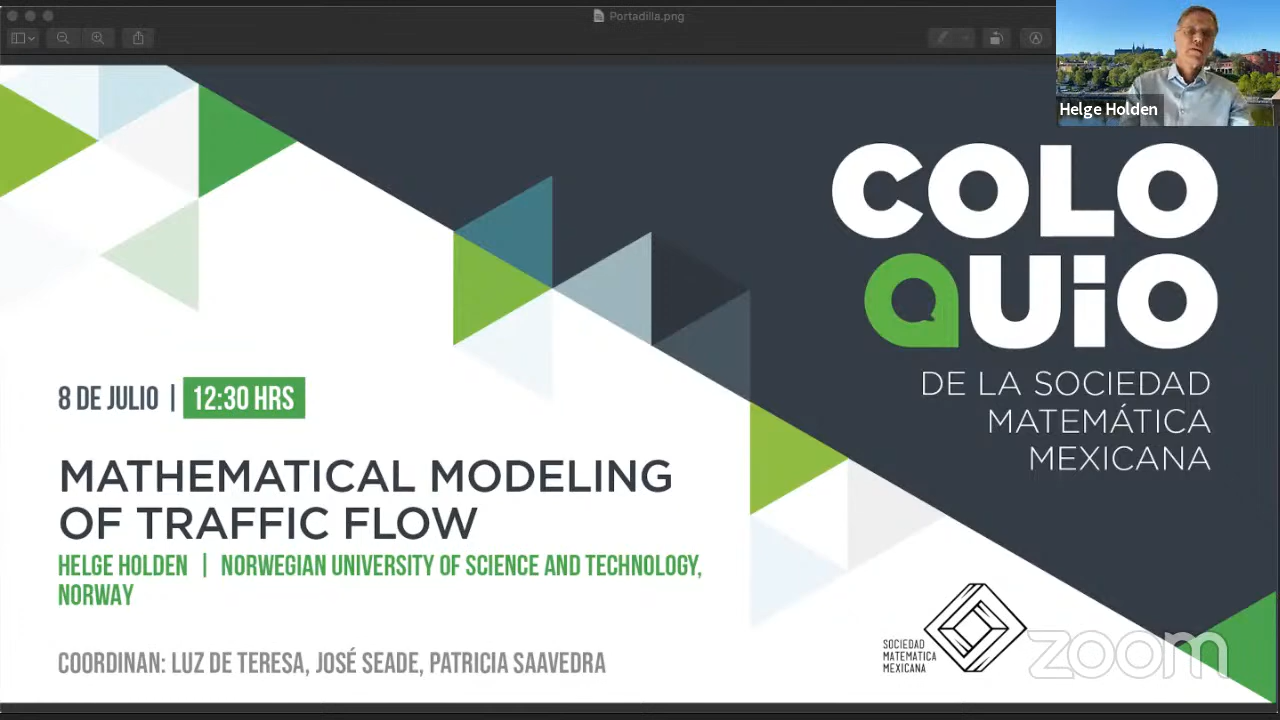 Portadilla.png
Helge Holden
COLO
QUiO
DE LA SOCIEDAD
MATEMÁTICA
MEXICANA
8 DE JULIO | 12:30 HRS
MATHEMATICAL MODELING
OF TRAFFIC FLOW
HELGE HOLDEN | NORWEGIAN UNIVERSITY OF SCIENCE AND TECHNOLOGY,
NORWAY
COORDINAN: LUZ DE TERESA, JOSÉ SEADE, PATRICIA SAAVEDRA
SOCIEDAD
MATEMATICA
MEXICANA
zoom